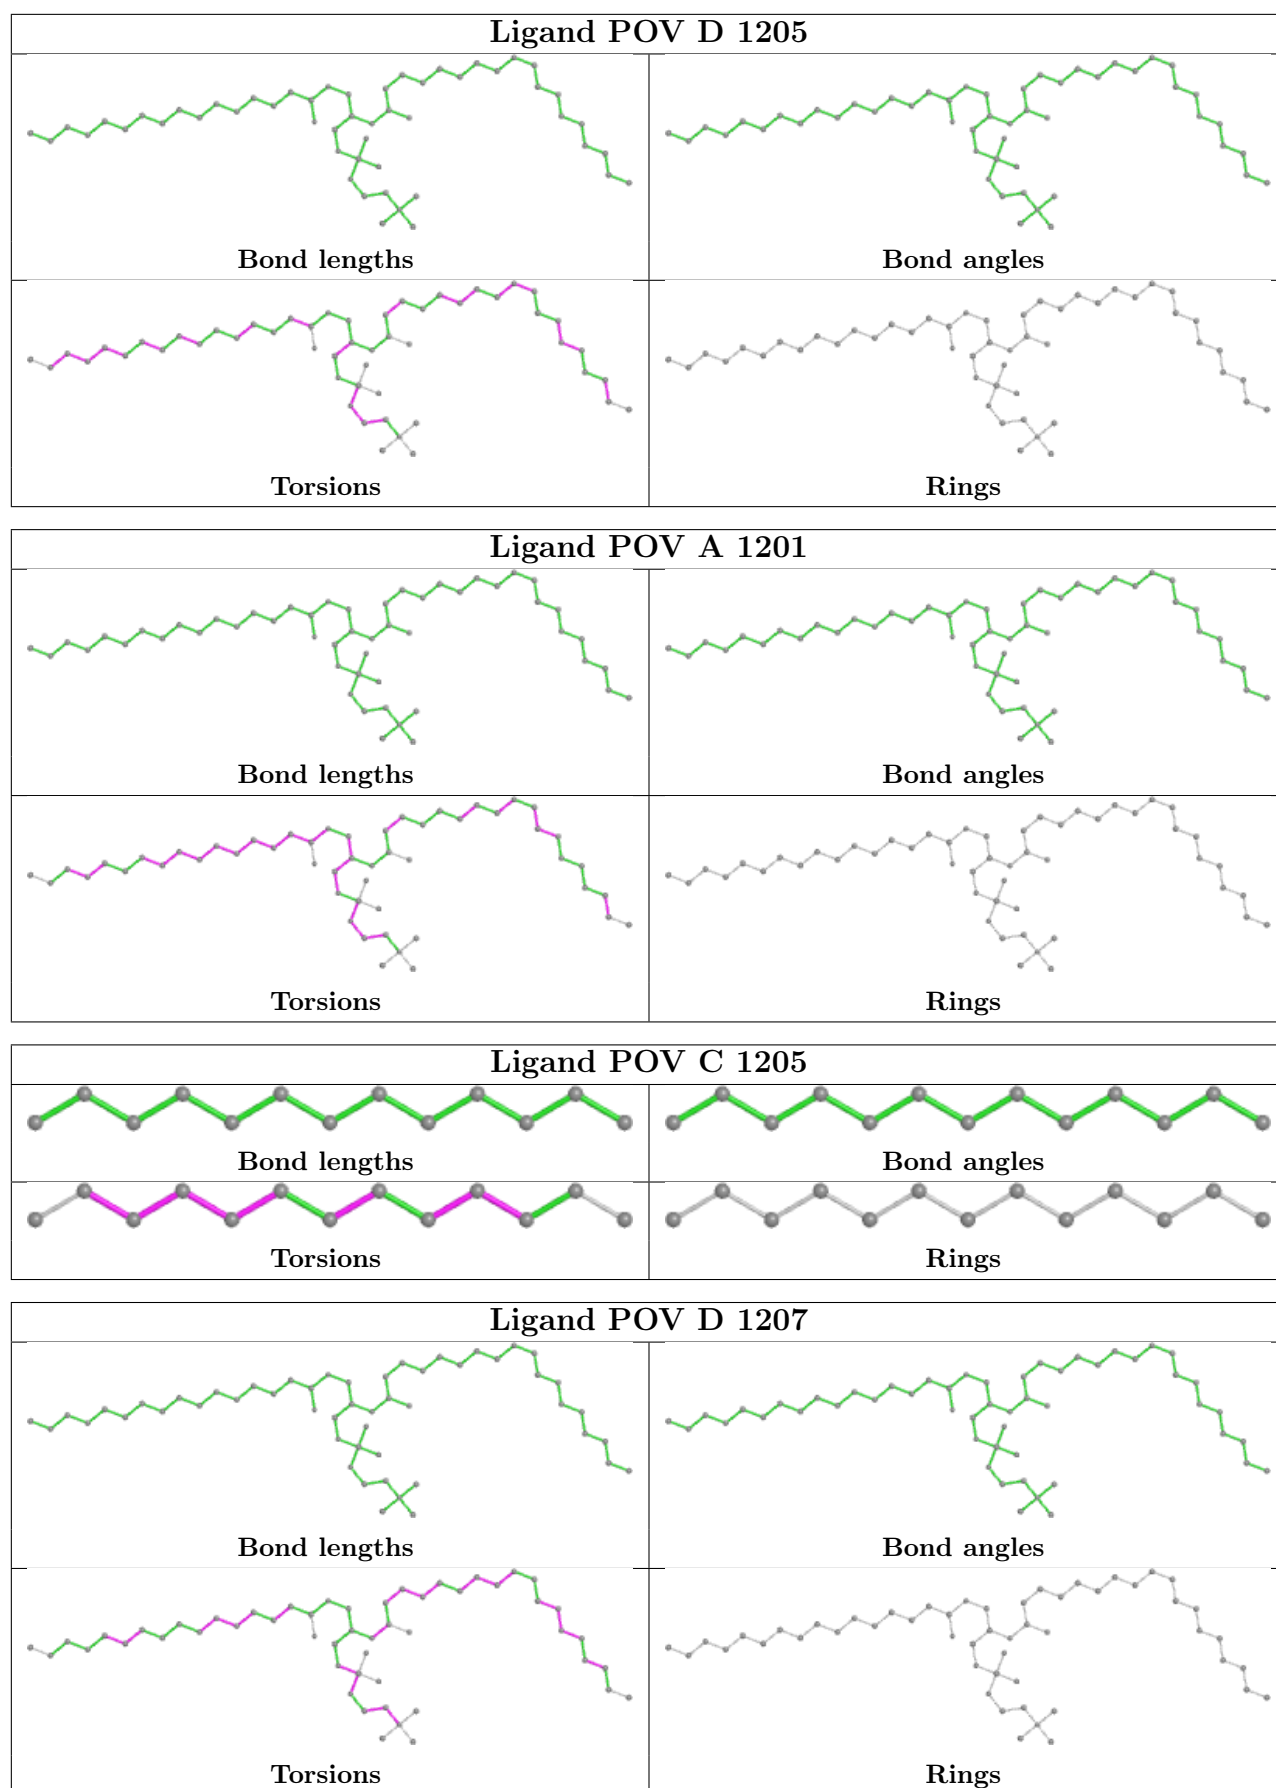 Ligand POV D 1205
Bond lengths
Bond angles
Torsions
Rings
Ligand POV A 1201
Bond lengths
Bond angles
Torsions
Rings
Ligand POV C 1205
Bond lengths
Bond angles
Torsions
Rings
Ligand POV D 1207
Bond lengths
Bond angles
Torsions
Rings